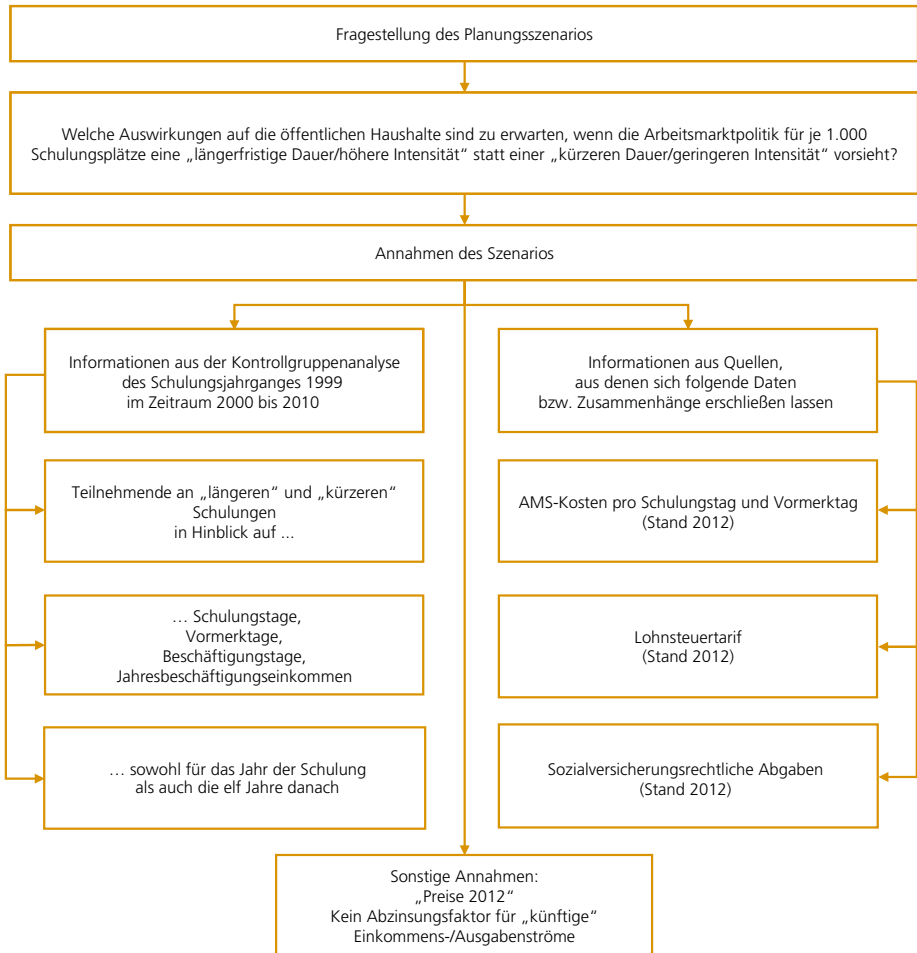 Fragestellung des Planungsszenarios
Welche Auswirkungen auf die öffentlichen Haushalte sind zu erwarten, wenn die Arbeitsmarktpolitik für je 1.000
Schulungsplätze eine „längerfristige Dauer/höhere Intensität“ statt einer „kürzeren Dauer/geringeren Intensität“ vorsieht?
Annahmen des Szenarios
Informationen aus der Kontrollgruppenanalyse
des Schulungsjahrganges 1999
im Zeitraum 2000 bis 2010
Teilnehmende an „längeren“ und „kürzeren“
Schulungen
in Hinblick auf ...
… Schulungstage,
Vormerktage,
Beschäftigungstage,
Jahresbeschäftigungseinkommen
… sowohl für das Jahr der Schulung
als auch die elf Jahre danach
Informationen aus Quellen,
aus denen sich folgende Daten
bzw. Zusammenhänge erschließen lassen
AMS-Kosten pro Schulungstag und Vormerktag
(Stand 2012)
Lohnsteuertarif
(Stand 2012)
Sozialversicherungsrechtliche Abgaben
(Stand 2012)
Sonstige Annahmen:
„Preise 2012“
Kein Abzinsungsfaktor für „künftige“
Einkommens-/Ausgabenströme